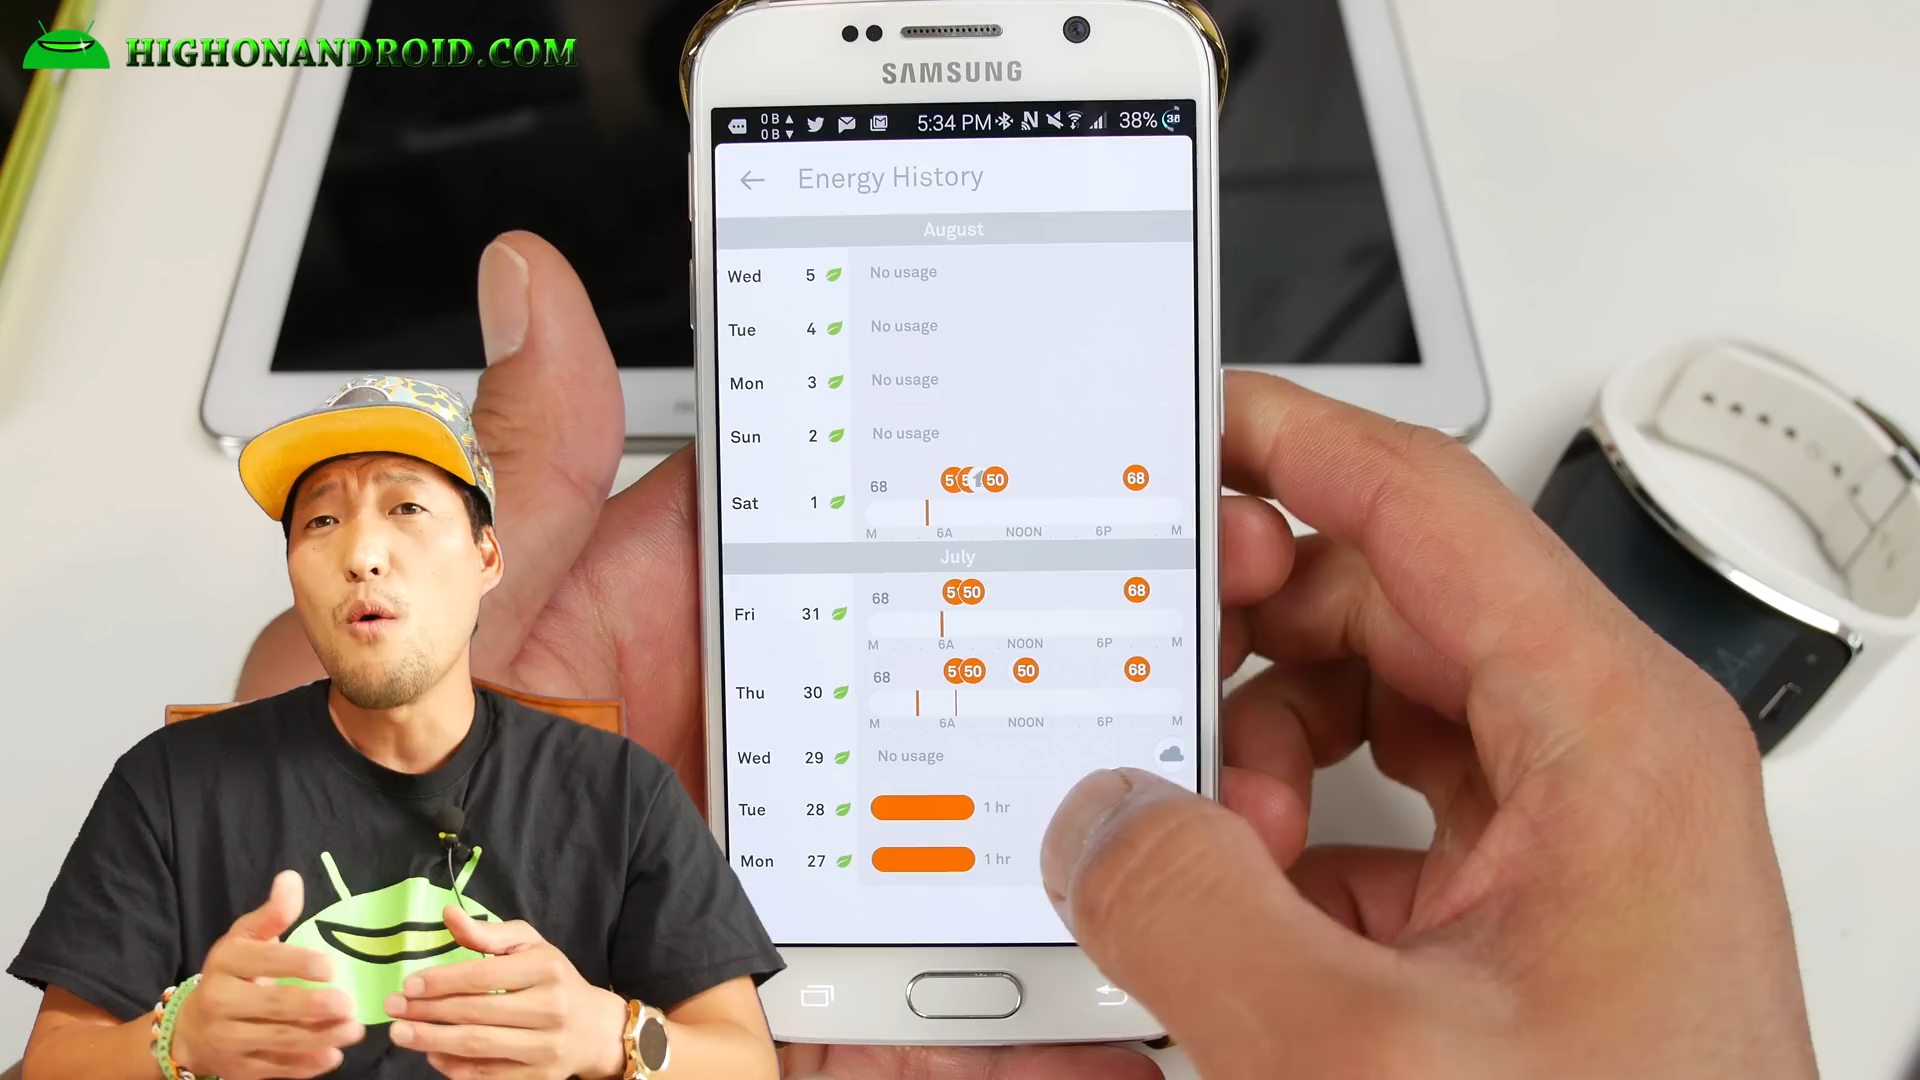 HIGHONANDROID.COM
SAMSUNG
0 B
0 B
5:34 PM
38%
Energy History
August
Wed 5 No usage
Tue 4 No usage
Mon 3 No usage
Sun 2 No usage
68 50 68
Sat 1
M 6A NOON 6P M
July
68 50 68
Fri 31
M 6A NOON 6P M
68 50 50 68
Thu 30
M 6A NOON 6P M
Wed 29 No usage
Tue 28 1 hr
Mon 27 1 hr